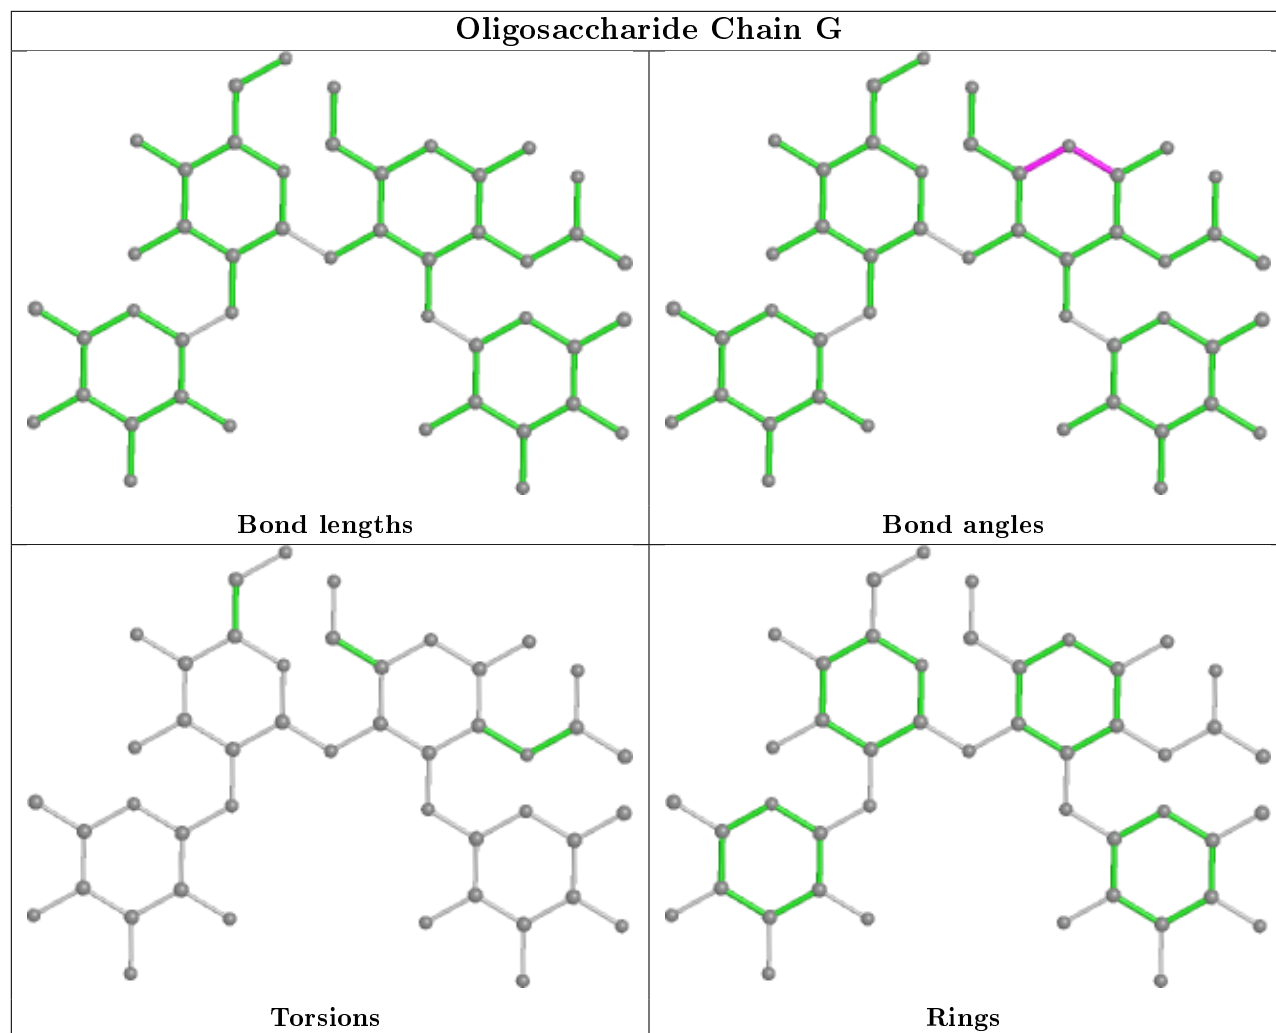 Oligosaccharide Chain G
Bond lengths
Bond angles
Torsions
Rings